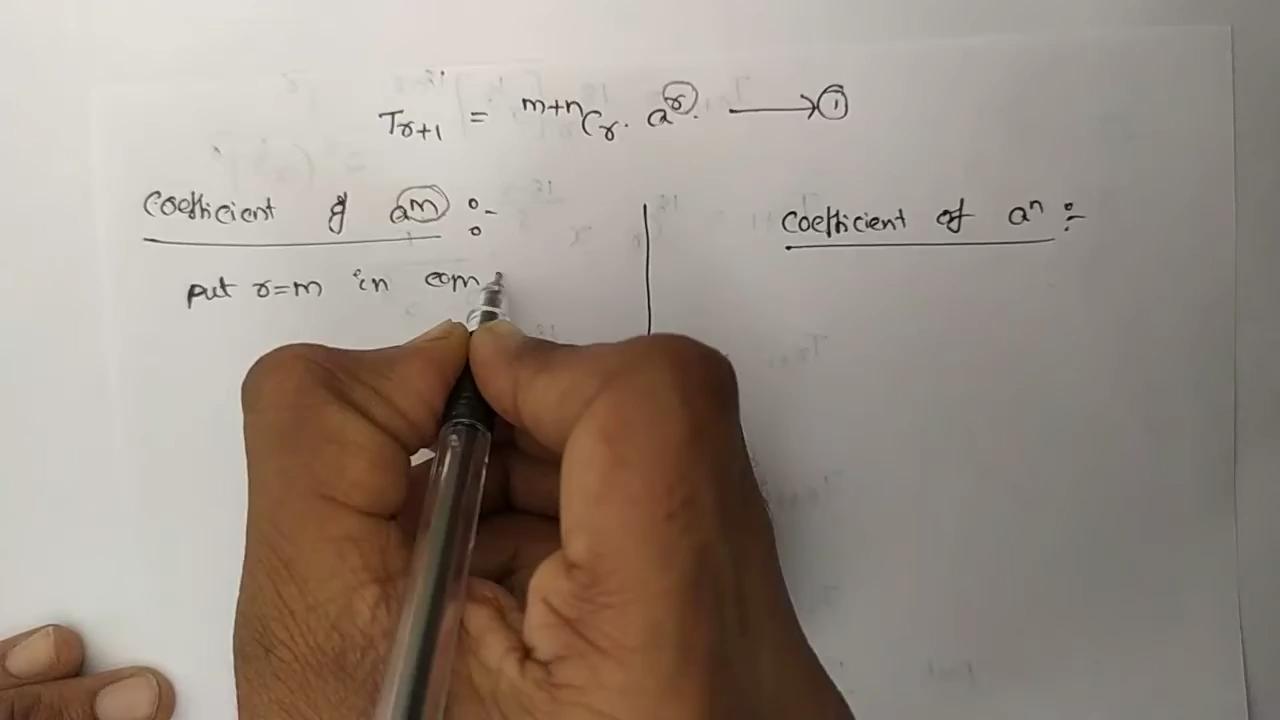 Tr+1 = m+nCr. a^r. ⟶ ①
Coefficient of a^m :-
put r=m in eqn
Coefficient of a^n :-